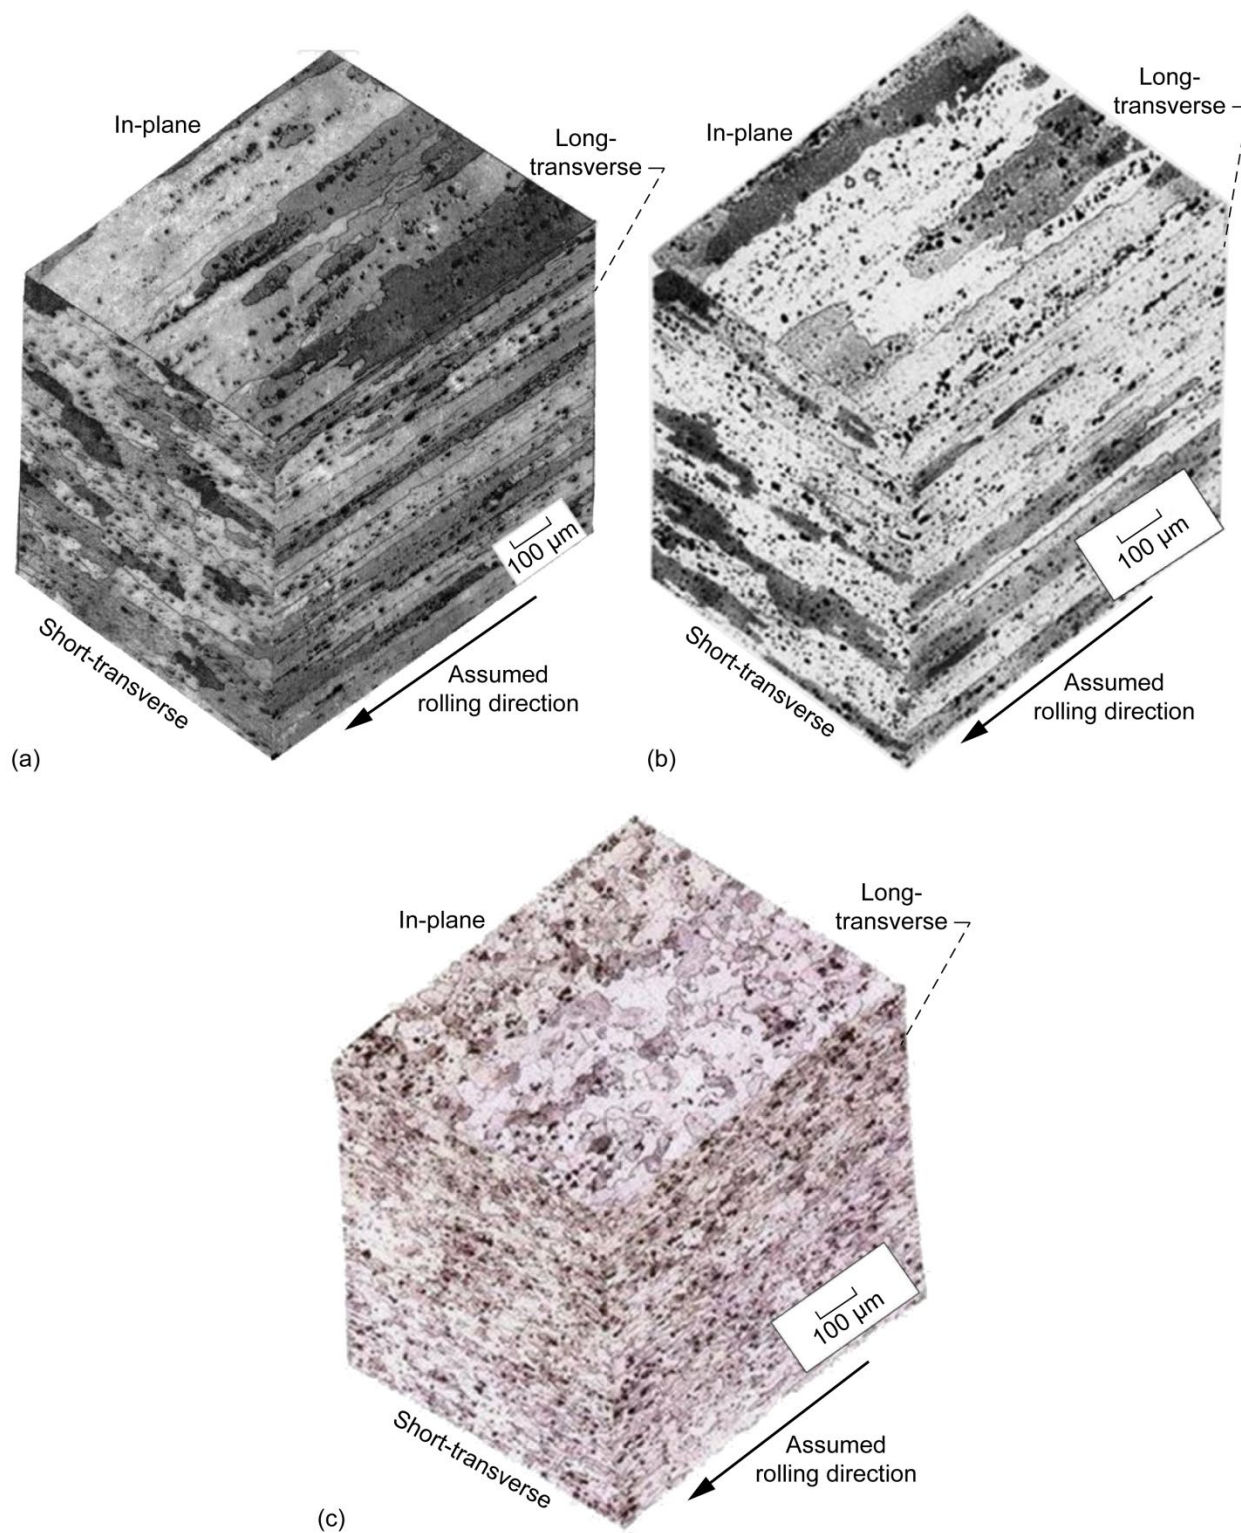 In-plane
Long-
transverse
100 µm
Short-transverse
Assumed
rolling direction
(a)
In-plane
Long-
transverse
100 µm
Short-transverse
Assumed
rolling direction
(b)
In-plane
Long-
transverse
100 µm
Short-transverse
Assumed
rolling direction
(c)